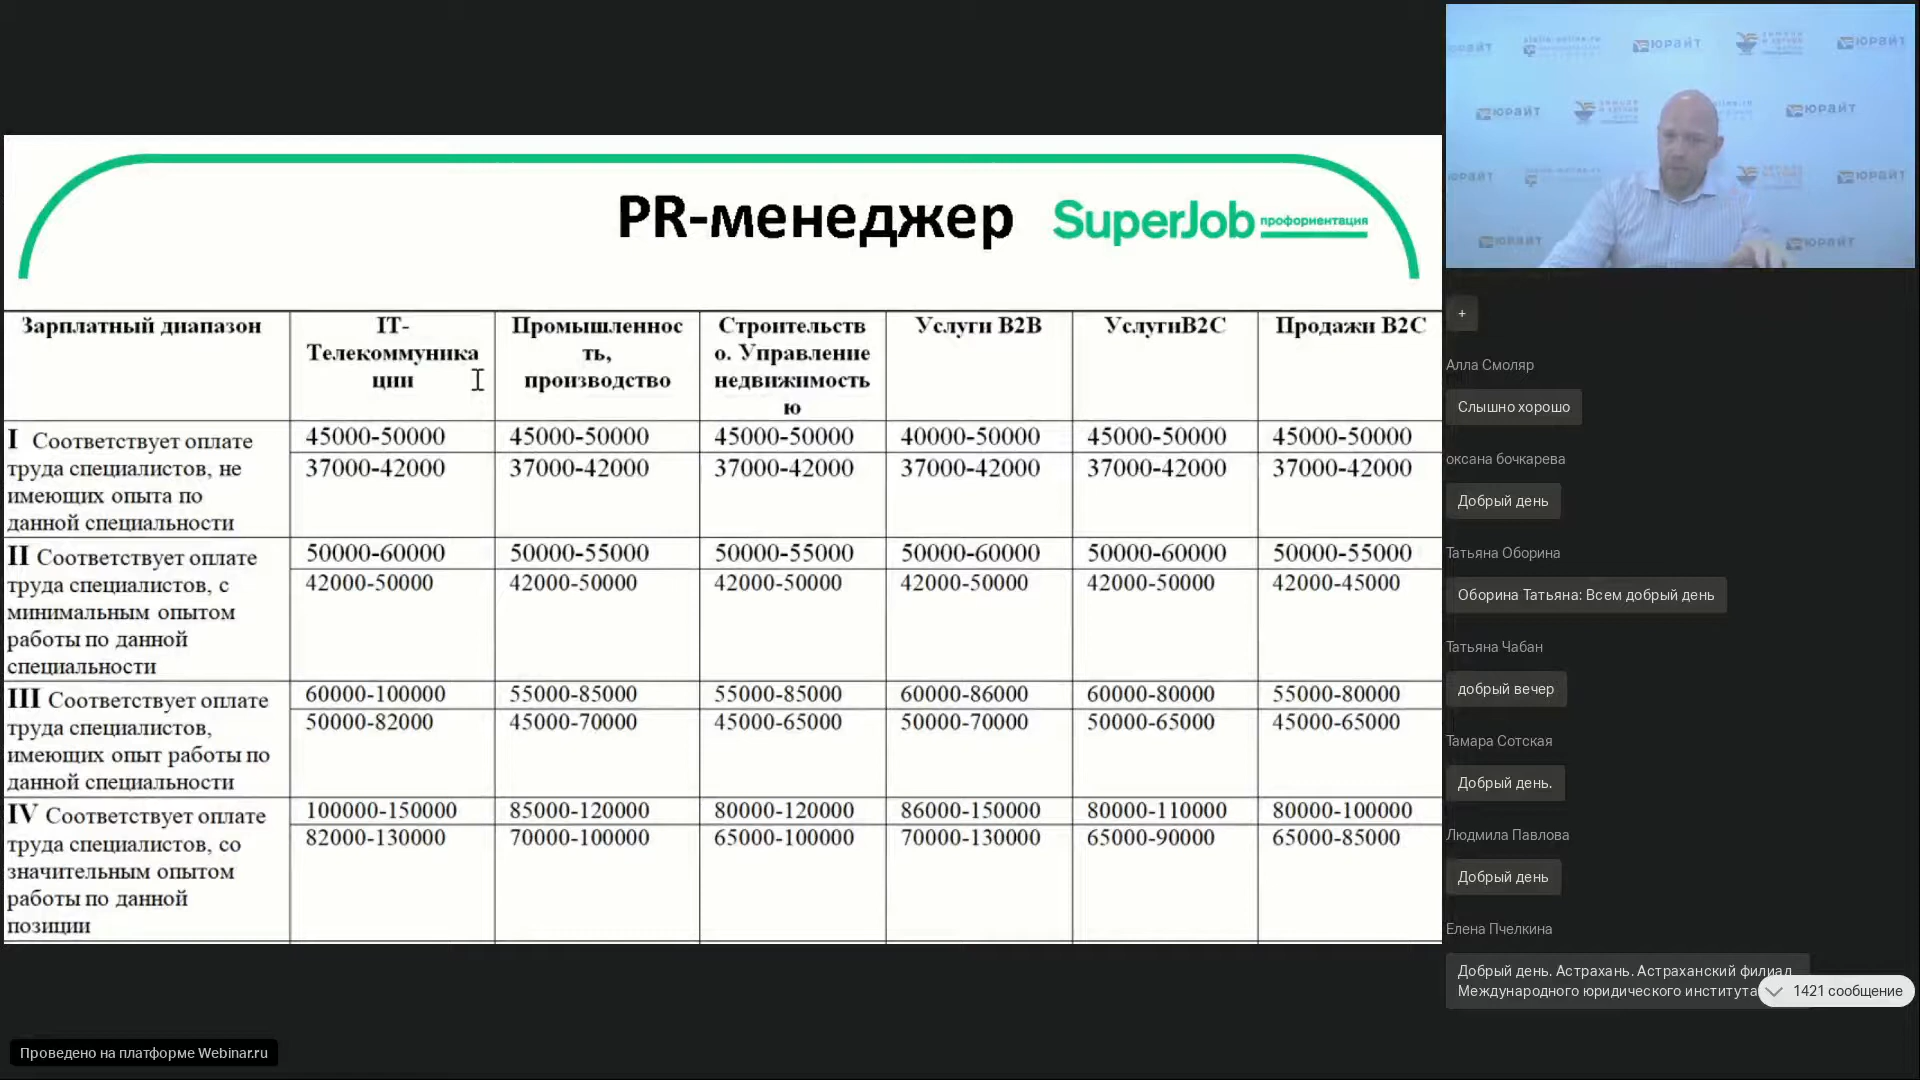 PR-менеджер
SuperJob профориентация
Зарплатный диапазон
IT-
Телекоммуника
ции
Промышленнос
ть,
производство
Строительств
о. Управление
недвижимость
ю
Услуги B2B
УслугиB2C
Продажи B2C
I Соответствует оплате
труда специалистов, не
имеющих опыта по
данной специальности
45000-50000 45000-50000 45000-50000 40000-50000 45000-50000 45000-50000
37000-42000 37000-42000 37000-42000 37000-42000 37000-42000 37000-42000
II Соответствует оплате
труда специалистов, с
минимальным опытом
работы по данной
специальности
50000-60000 50000-55000 50000-55000 50000-60000 50000-60000 50000-55000
42000-50000 42000-50000 42000-50000 42000-50000 42000-50000 42000-45000
III Соответствует оплате
труда специалистов,
имеющих опыт работы по
данной специальности
60000-100000 55000-85000 55000-85000 60000-86000 60000-80000 55000-80000
50000-82000 45000-70000 45000-65000 50000-70000 50000-65000 45000-65000
IV Соответствует оплате
труда специалистов, со
значительным опытом
работы по данной
позиции
100000-150000 85000-120000 80000-120000 86000-150000 80000-110000 80000-100000
82000-130000 70000-100000 65000-100000 70000-130000 65000-90000 65000-85000
юрайт юрайт
юрайт юрайт
юрайт
юрайт юрайт
+
Алла Смоляр
Слышно хорошо
оксана бочкарева
Добрый день
Татьяна Оборина
Оборина Татьяна: Всем добрый день
Татьяна Чабан
добрый вечер
Тамара Сотская
Добрый день.
Людмила Павлова
Добрый день
Елена Пчелкина
Добрый день. Астрахань. Астраханский филиал
Международного юридического института
1421 сообщение
Проведено на платформе Webinar.ru